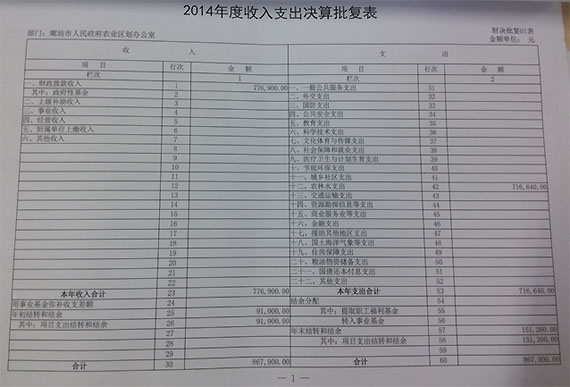 2014年度收入支出决算批复表
财决批复01表
部门：廊坊市人民政府农业区划办公室 金额单位：元
收 入 支 出
项目 行次 金额 项目 行次 金额
栏次 1 栏次 2
一、财政拨款收入 1 776,900.00 一、一般公共服务支出 31
其中：政府性基金 2 二、外交支出 32
二、上级补助收入 3 三、国防支出 33
三、事业收入 4 四、公共安全支出 34
四、经营收入 5 五、教育支出 35
五、附属单位上缴收入 6 六、科学技术支出 36
六、其他收入 7 七、文化体育与传媒支出 37
8 八、社会保障和就业支出 38
9 九、医疗卫生与计划生育支出 39
10 十、节能环保支出 40
11 十一、城乡社区支出 41
12 十二、农林水支出 42 716,640.00
13 十三、交通运输支出 43
14 十四、资源勘探信息等支出 44
15 十五、商业服务业等支出 45
16 十六、金融支出 46
17 十七、援助其他地区支出 47
18 十八、国土海洋气象等支出 48
19 十九、住房保障支出 49
20 二十、粮油物资储备支出 50
21 二十一、国债还本付息支出 51
22 二十二、其他支出 52
本年收入合计 23 776,900.00 本年支出合计 53 716,640.00
用事业基金弥补收支差额 24 结余分配 54
年初结转和结余 25 91,000.00 其中：提取职工福利基金 55
其中：项目支出结转和结余 26 91,000.00 转入事业基金 56
27 年末结转和结余 57 151,260.00
28 其中：项目支出结转和结余 58 151,260.00
29 59
合计 30 867,900.00 合计 60 867,900.00
— 1 —